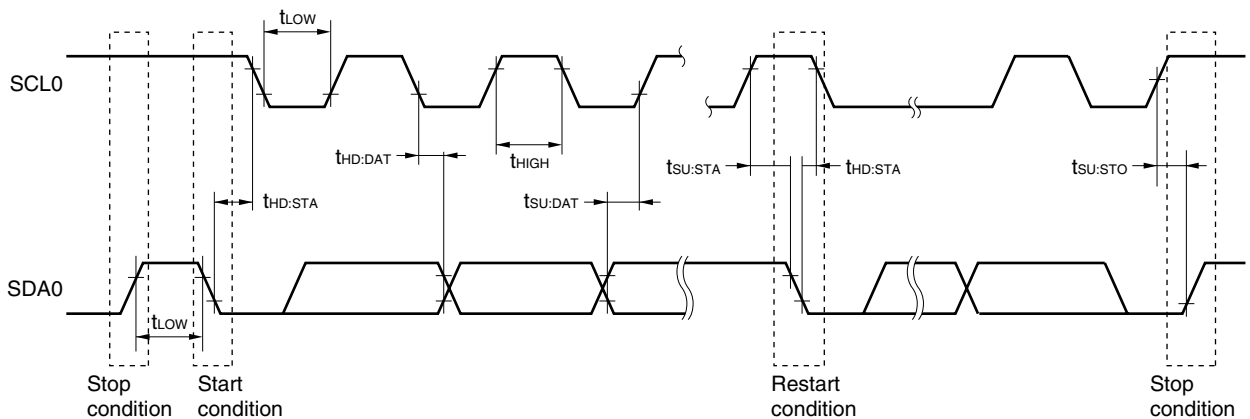 tLOW
SCL0
tHD:DAT
tHIGH
tSU:STA
tHD:STA
tSU:STO
tHD:STA
tSU:DAT
SDA0
tLOW
Stop
condition
Start
condition
Restart
condition
Stop
condition